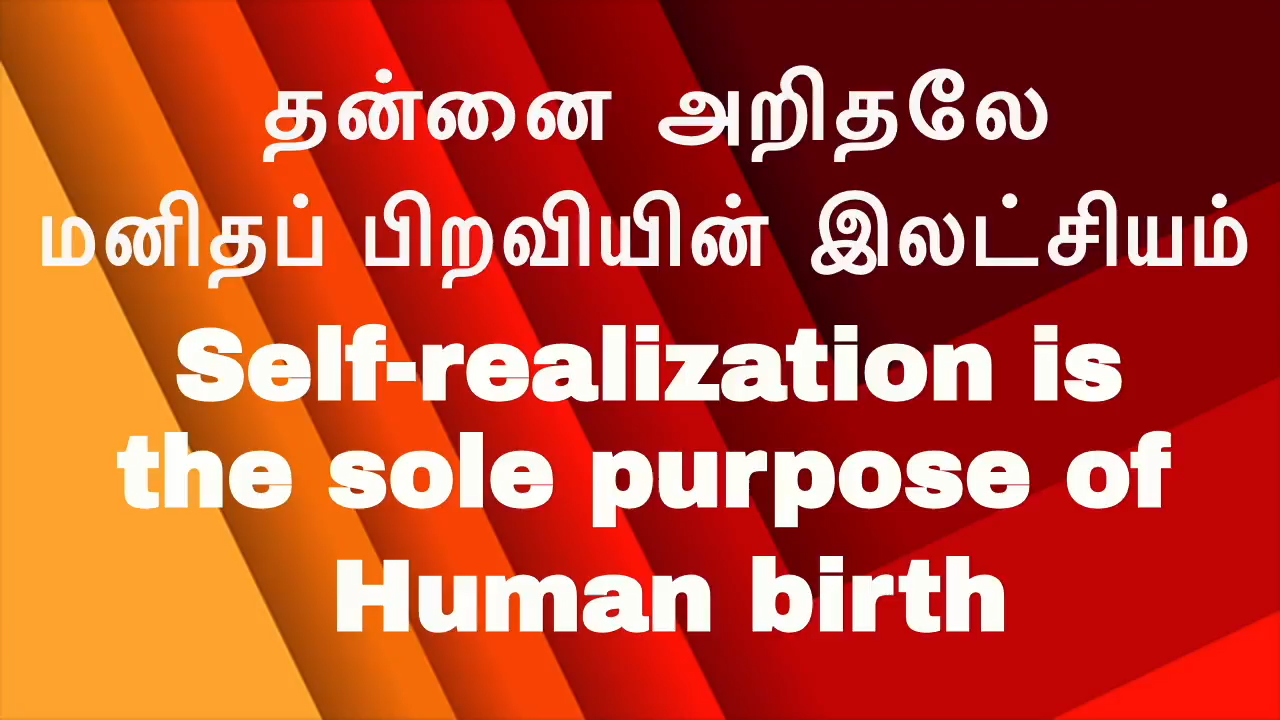 தன்னை அறிதலே
மனிதப் பிறவியின் இலட்சியம்
Self-realization is
the sole purpose of
Human birth